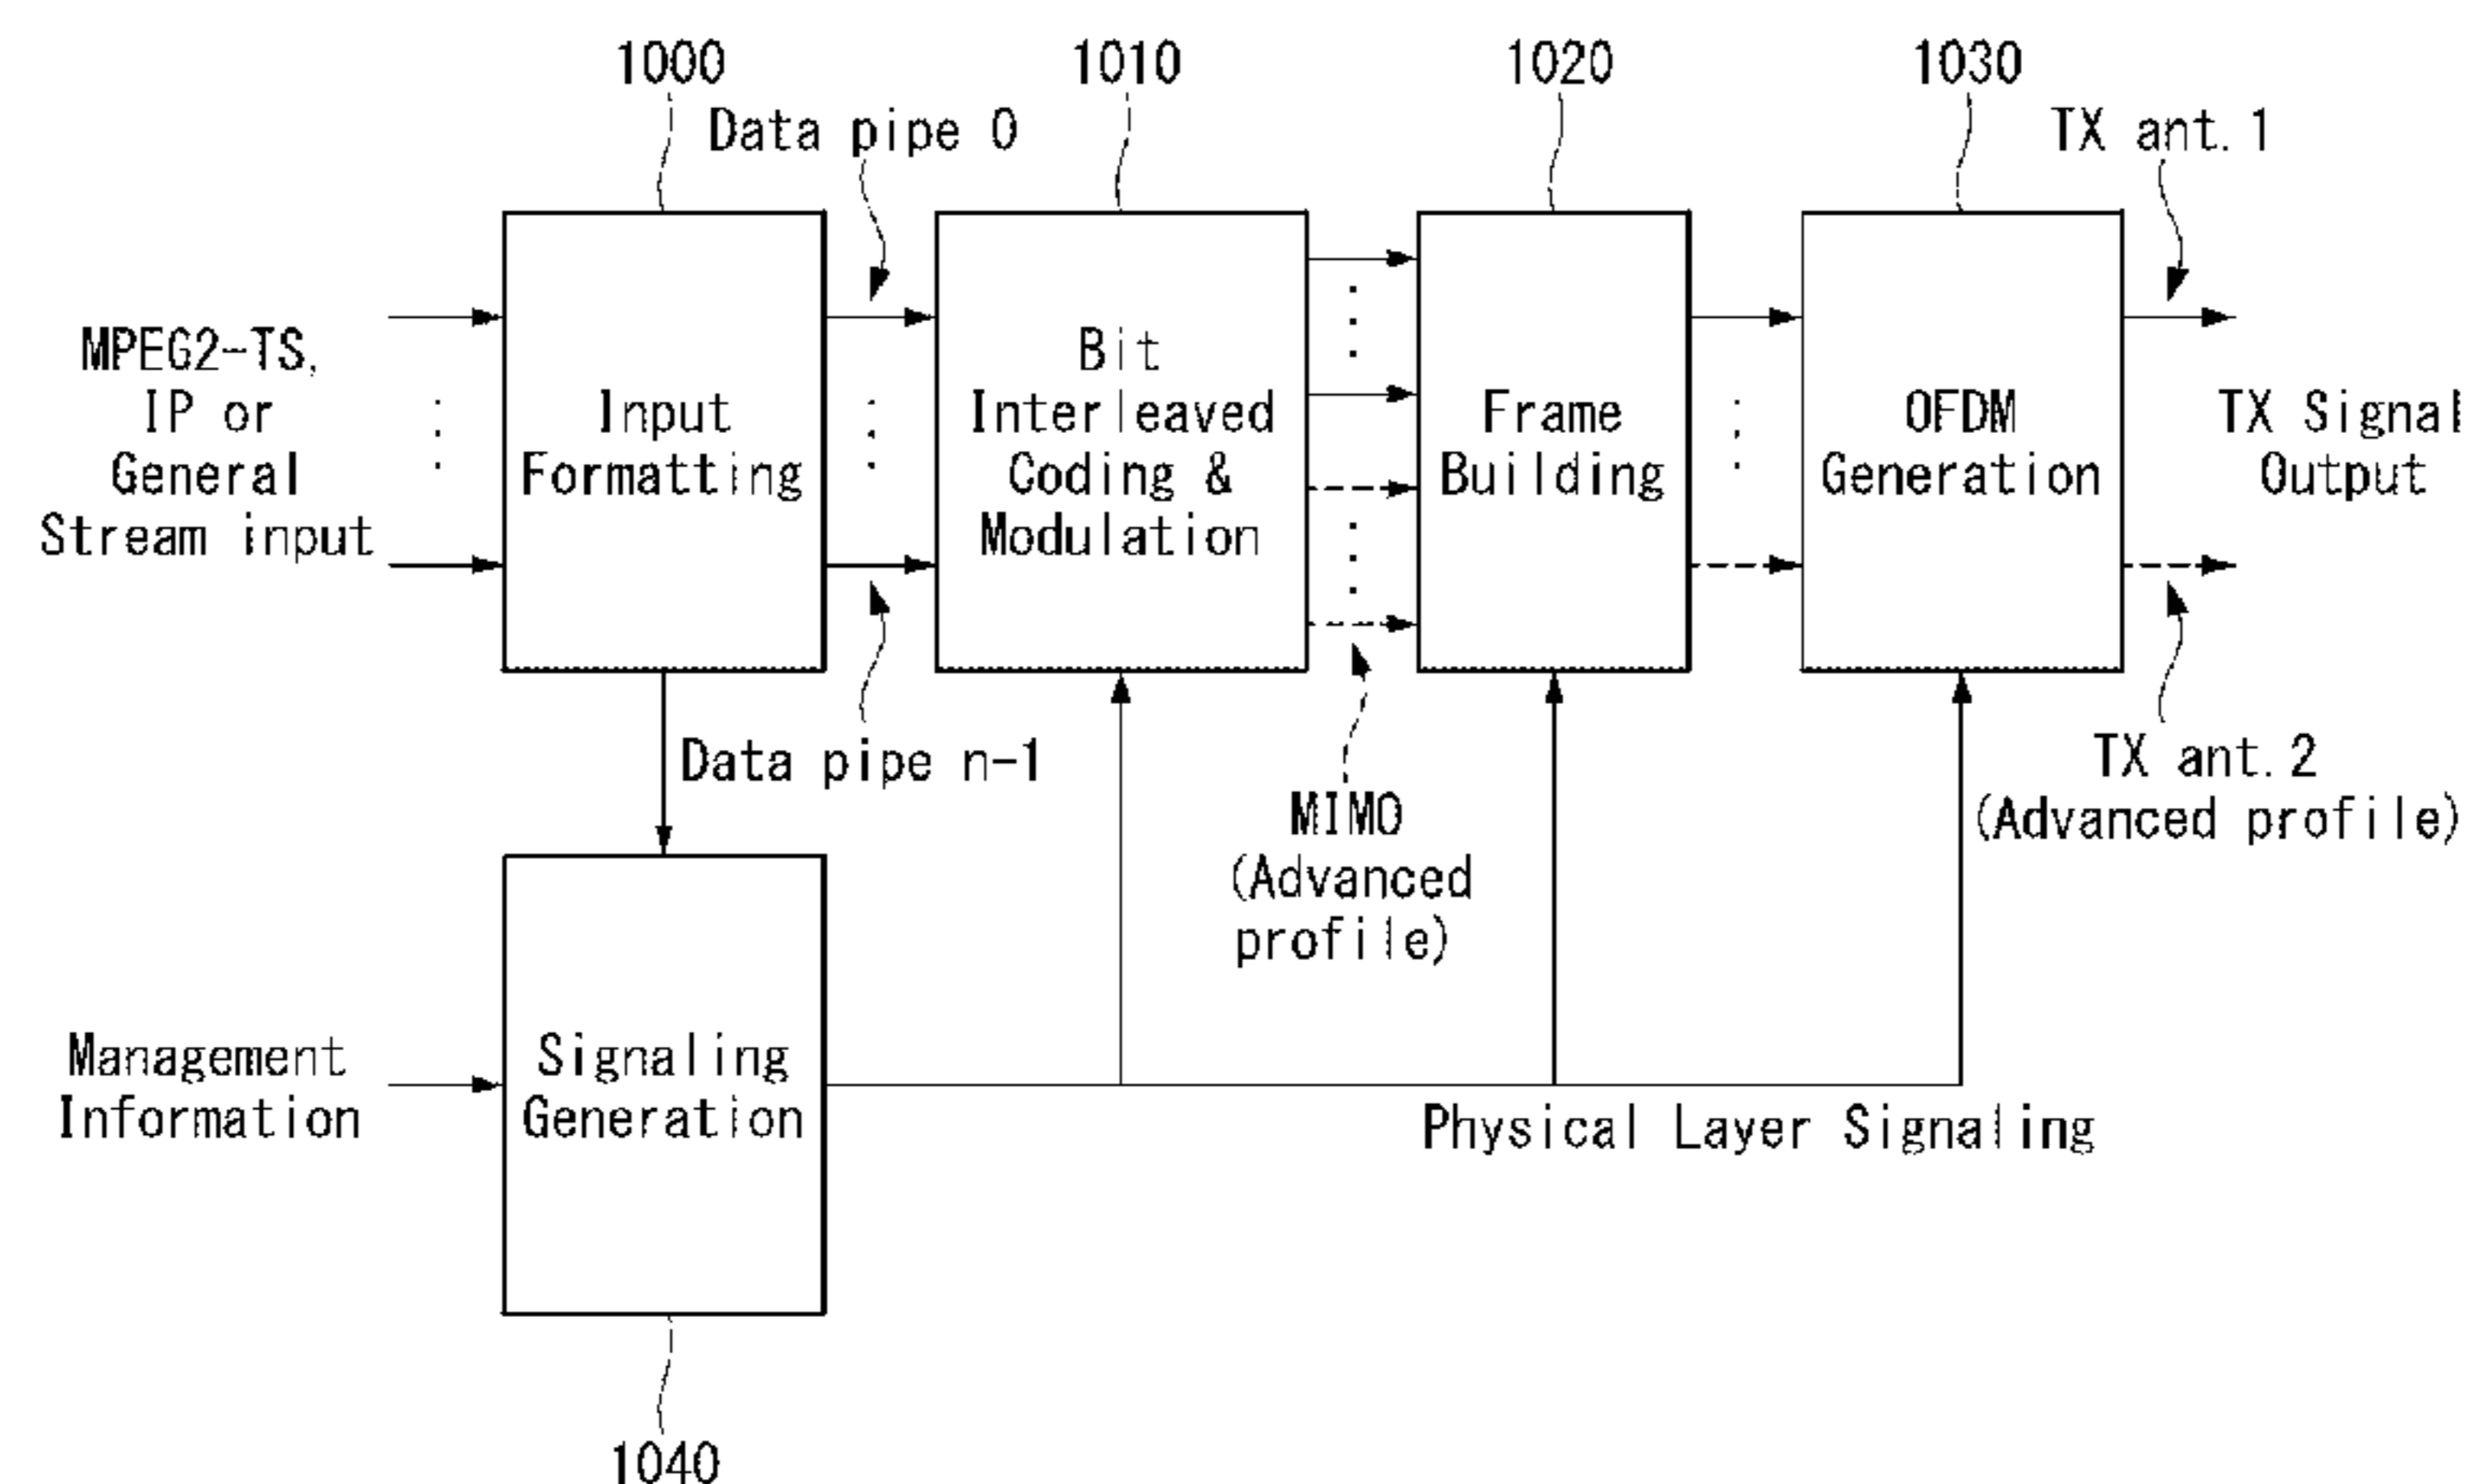 1000
1010
1020
1030
Data pipe 0
TX ant.1
MPEG2-TS,
IP or
General
Stream input
Input
Formatting
Bit
Interleaved
Coding &
Modulation
Frame
Building
OFDM
Generation
TX Signal
Output
Data pipe n-1
MIMO
(Advanced
profile)
TX ant.2
(Advanced profile)
Management
Information
Signaling
Generation
Physical Layer Signaling
1040